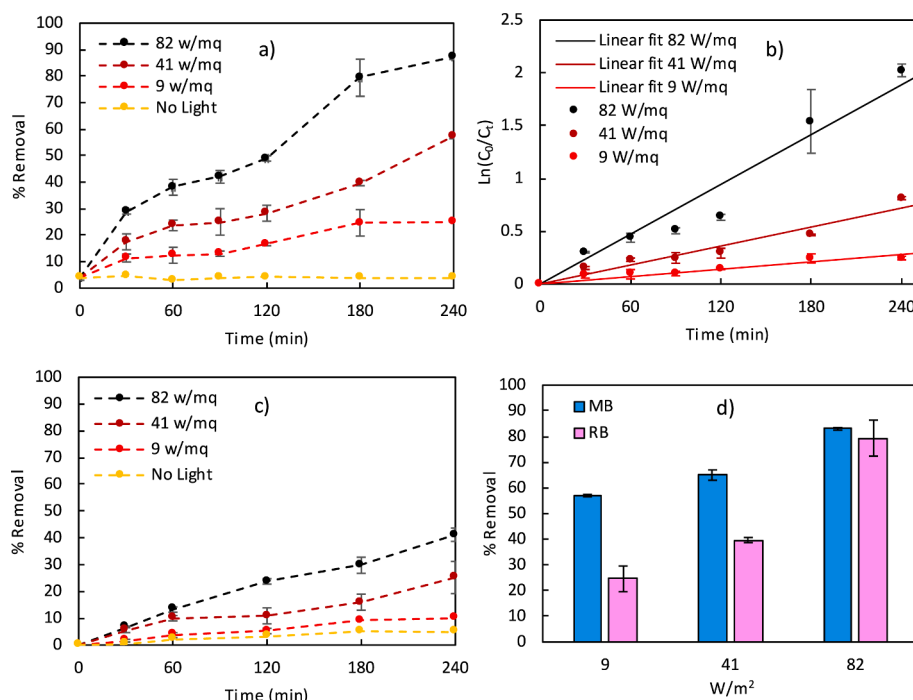 a)
82 w/mq
41 w/mq
9 w/mq
No Light
% Removal
100
90
80
70
60
50
40
30
20
10
0
0 60 120 180 240
Time (min)
b)
Linear fit 82 W/mq
Linear fit 41 W/mq
Linear fit 9 W/mq
82 W/mq
41 W/mq
9 W/mq
Ln(C₀/Cₜ)
2.5
2
1.5
1
0.5
0
0 60 120 180 240
Time (min)
c)
82 w/mq
41 w/mq
9 w/mq
No Light
% Removal
100
90
80
70
60
50
40
30
20
10
0
0 60 120 180 240
Time (min)
d)
MB
RB
% Removal
100
90
80
70
60
50
40
30
20
10
0
9 41 82
W/m²